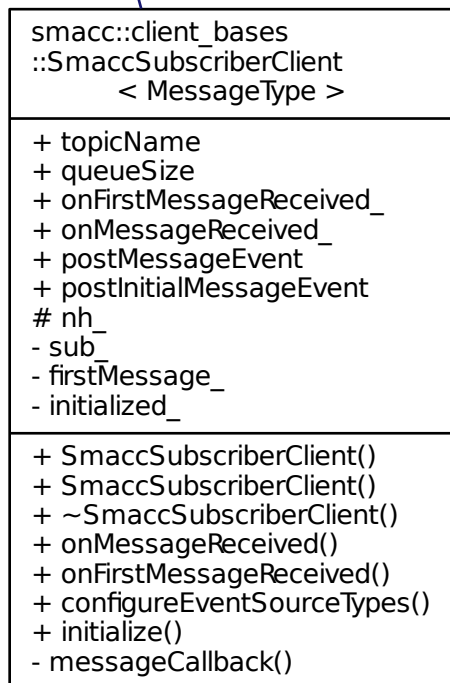 smacc::client_bases
::SmaccSubscriberClient
< MessageType >
+ topicName
+ queueSize
+ onFirstMessageReceived_
+ onMessageReceived_
+ postMessageEvent
+ postInitialMessageEvent
# nh_
- sub_
- firstMessage_
- initialized_
+ SmaccSubscriberClient()
+ SmaccSubscriberClient()
+ ~SmaccSubscriberClient()
+ onMessageReceived()
+ onFirstMessageReceived()
+ configureEventSourceTypes()
+ initialize()
- messageCallback()